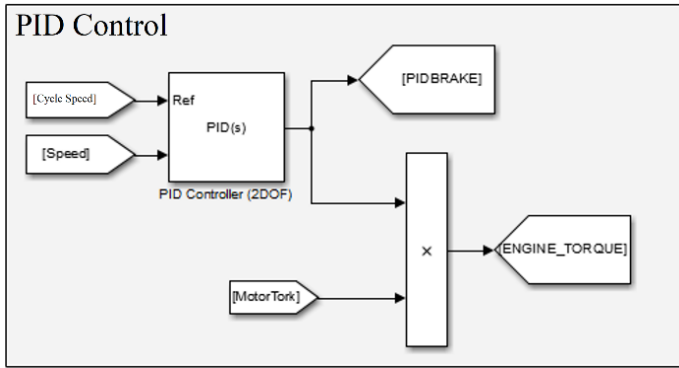 PID Control
[Cycle Speed]
Ref
PID(s)
[PIDBRAKE]
[Speed]
PID Controller (2DOF)
×
[ENGINE_TORQUE]
[MotorTork]